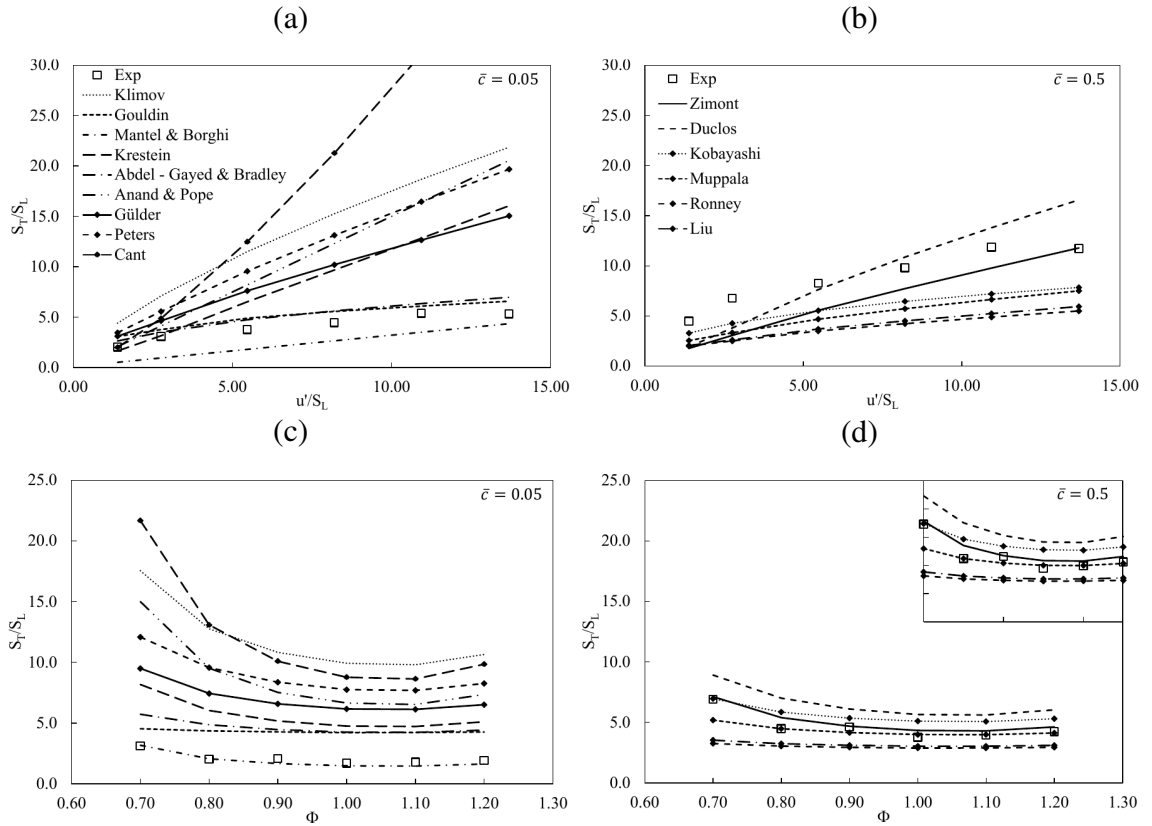 (a)
30.0
25.0
20.0
15.0
10.0
5.0
0.0
S_T/S_L
c̄ = 0.05
Exp
Klimov
Gouldin
Mantel & Borghi
Krestein
Abdel - Gayed & Bradley
Anand & Pope
Gülder
Peters
Cant
0.00 5.00 10.00 15.00
u'/S_L
(b)
30.0
25.0
20.0
15.0
10.0
5.0
0.0
S_T/S_L
c̄ = 0.5
Exp
Zimont
Duclos
Kobayashi
Muppala
Ronney
Liu
0.00 5.00 10.00 15.00
u'/S_L
(c)
25.0
20.0
15.0
10.0
5.0
0.0
S_T/S_L
c̄ = 0.05
0.60 0.70 0.80 0.90 1.00 1.10 1.20 1.30
Φ
(d)
25.0
20.0
15.0
10.0
5.0
0.0
S_T/S_L
c̄ = 0.5
0.60 0.70 0.80 0.90 1.00 1.10 1.20 1.30
Φ